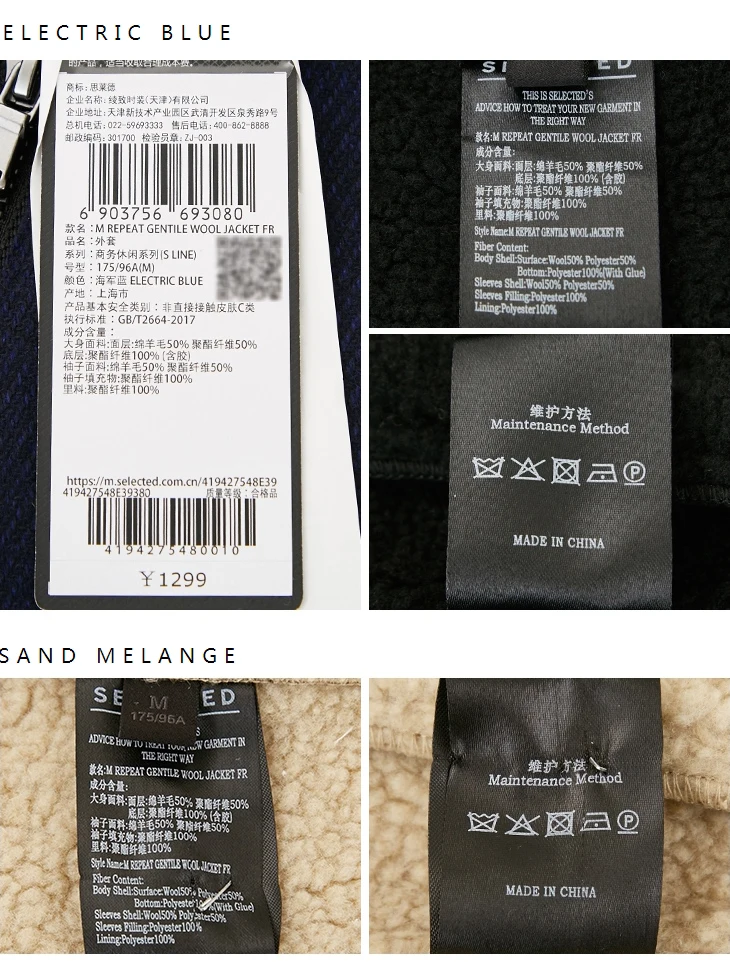 ELECTRIC BLUE
的洗涤，适当收取合理成本费。
商标: 思莱德
企业名称: 绫致时装(天津)有限公司
企业地址: 天津新技术产业园区武清开发区泉秀路9号
总机电话: 022-59693333 售后电话:400-862-8888
邮政编码: 301700 检验员章: ZJ-003
6 903756 693080
款名: M REPEAT GENTILE WOOL JACKET FR
品名: 外套
系列: 商务休闲系列(S LINE)
号型: 175/96A(M)
颜色: 海军蓝 ELECTRIC BLUE
产地: 上海市
产品基本安全类别: 非直接接触皮肤C类
执行标准: GB/T2664-2017
成分含量:
大身面料:面层:绵羊毛50% 聚酯纤维50%
底层:聚酯纤维100% (含胶)
袖子面料:绵羊毛50% 聚酯纤维50%
袖子填充物:聚酯纤维100%
里料:聚酯纤维100%
https://m.selected.com.cn/419427548E39
419427548E39380 质量等级: 合格品
4194275480010
￥1299
THIS IS SELECTED'S
ADVICE HOW TO TREAT YOUR NEW GARMENT IN
THE RIGHT WAY
款名:M REPEAT GENTILE WOOL JACKET FR
成分含量:
大身面料:面层:绵羊毛50% 聚酯纤维50%
底层:聚酯纤维100% (含胶)
袖子面料:绵羊毛50% 聚酯纤维50%
袖子填充物:聚酯纤维100%
里料:聚酯纤维100%
Style Name:M REPEAT GENTILE WOOL JACKET FR
Fiber Content:
Body Shell:Surface:Wool50% Polyester50%
Bottom:Polyester100%(With Glue)
Sleeves Shell:Wool50% Polyester50%
Sleeves Filling:Polyester100%
Lining:Polyester100%
维护方法
Maintenance Method
P
MADE IN CHINA
SAND MELANGE
SE ED
M
175/96A
ADVICE HOW TO TREAT YOUR NEW GARMENT IN
THE RIGHT WAY
款名:M REPEAT GENTILE WOOL JACKET FR
成分含量:
大身面料:面层:绵羊毛50% 聚酯纤维50%
底层:聚酯纤维100% (含胶)
袖子面料:绵羊毛50% 聚酯纤维50%
袖子填充物:聚酯纤维100%
里料:聚酯纤维100%
Style Name:M REPEAT GENTILE WOOL JACKET FR
Fiber Content:
Body Shell:Surface:Wool50% Polyester50%
Bottom:Polyester100%(With Glue)
Sleeves Shell:Wool50% Polyester50%
Sleeves Filling:Polyester100%
Lining:Polyester100%
维护方法
Maintenance Method
P
MADE IN CHINA